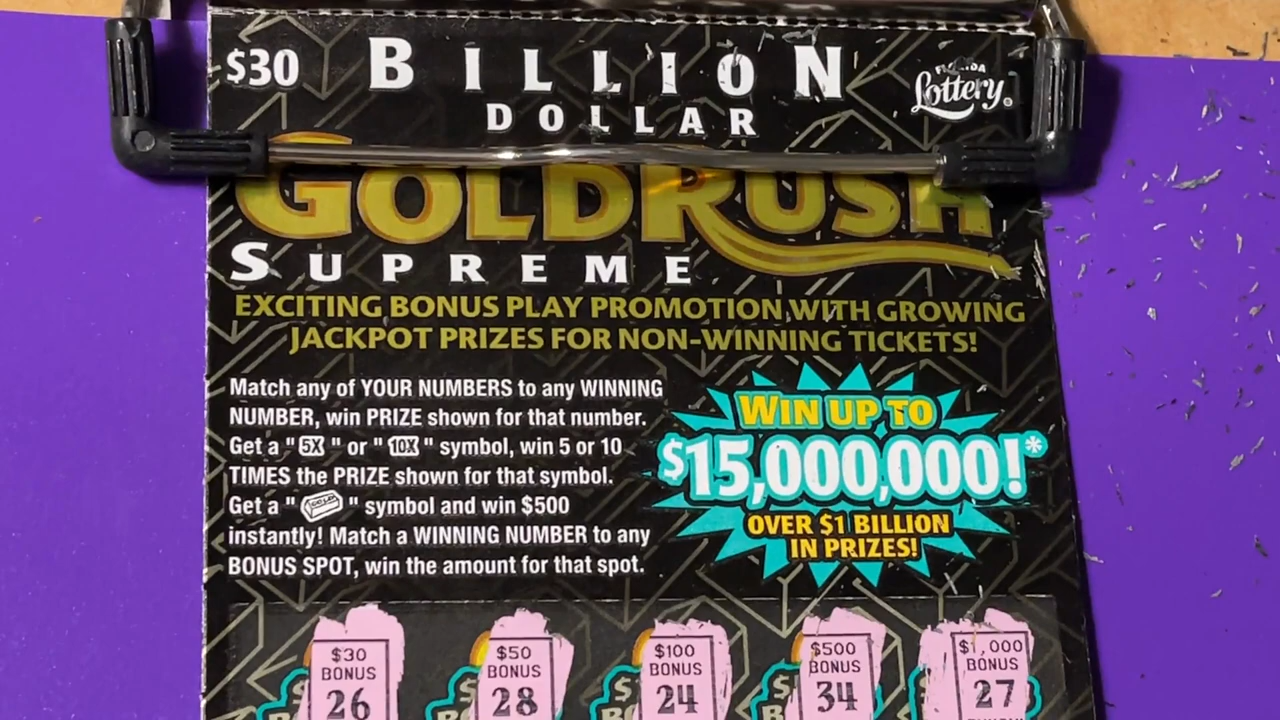 $30 BILLION
FLORIDA
Lottery
DOLLAR
GOLDRUSH
SUPREME
EXCITING BONUS PLAY PROMOTION WITH GROWING
JACKPOT PRIZES FOR NON-WINNING TICKETS!
Match any of YOUR NUMBERS to any WINNING
NUMBER, win PRIZE shown for that number.
Get a "5X" or "10X" symbol, win 5 or 10
TIMES the PRIZE shown for that symbol.
Get a " " symbol and win $500
instantly! Match a WINNING NUMBER to any
BONUS SPOT, win the amount for that spot.
WIN UP TO
$15,000,000!*
OVER $1 BILLION
IN PRIZES!
$30
BONUS
26
$50
BONUS
28
$100
BONUS
24
$500
BONUS
34
$1,000
BONUS
27